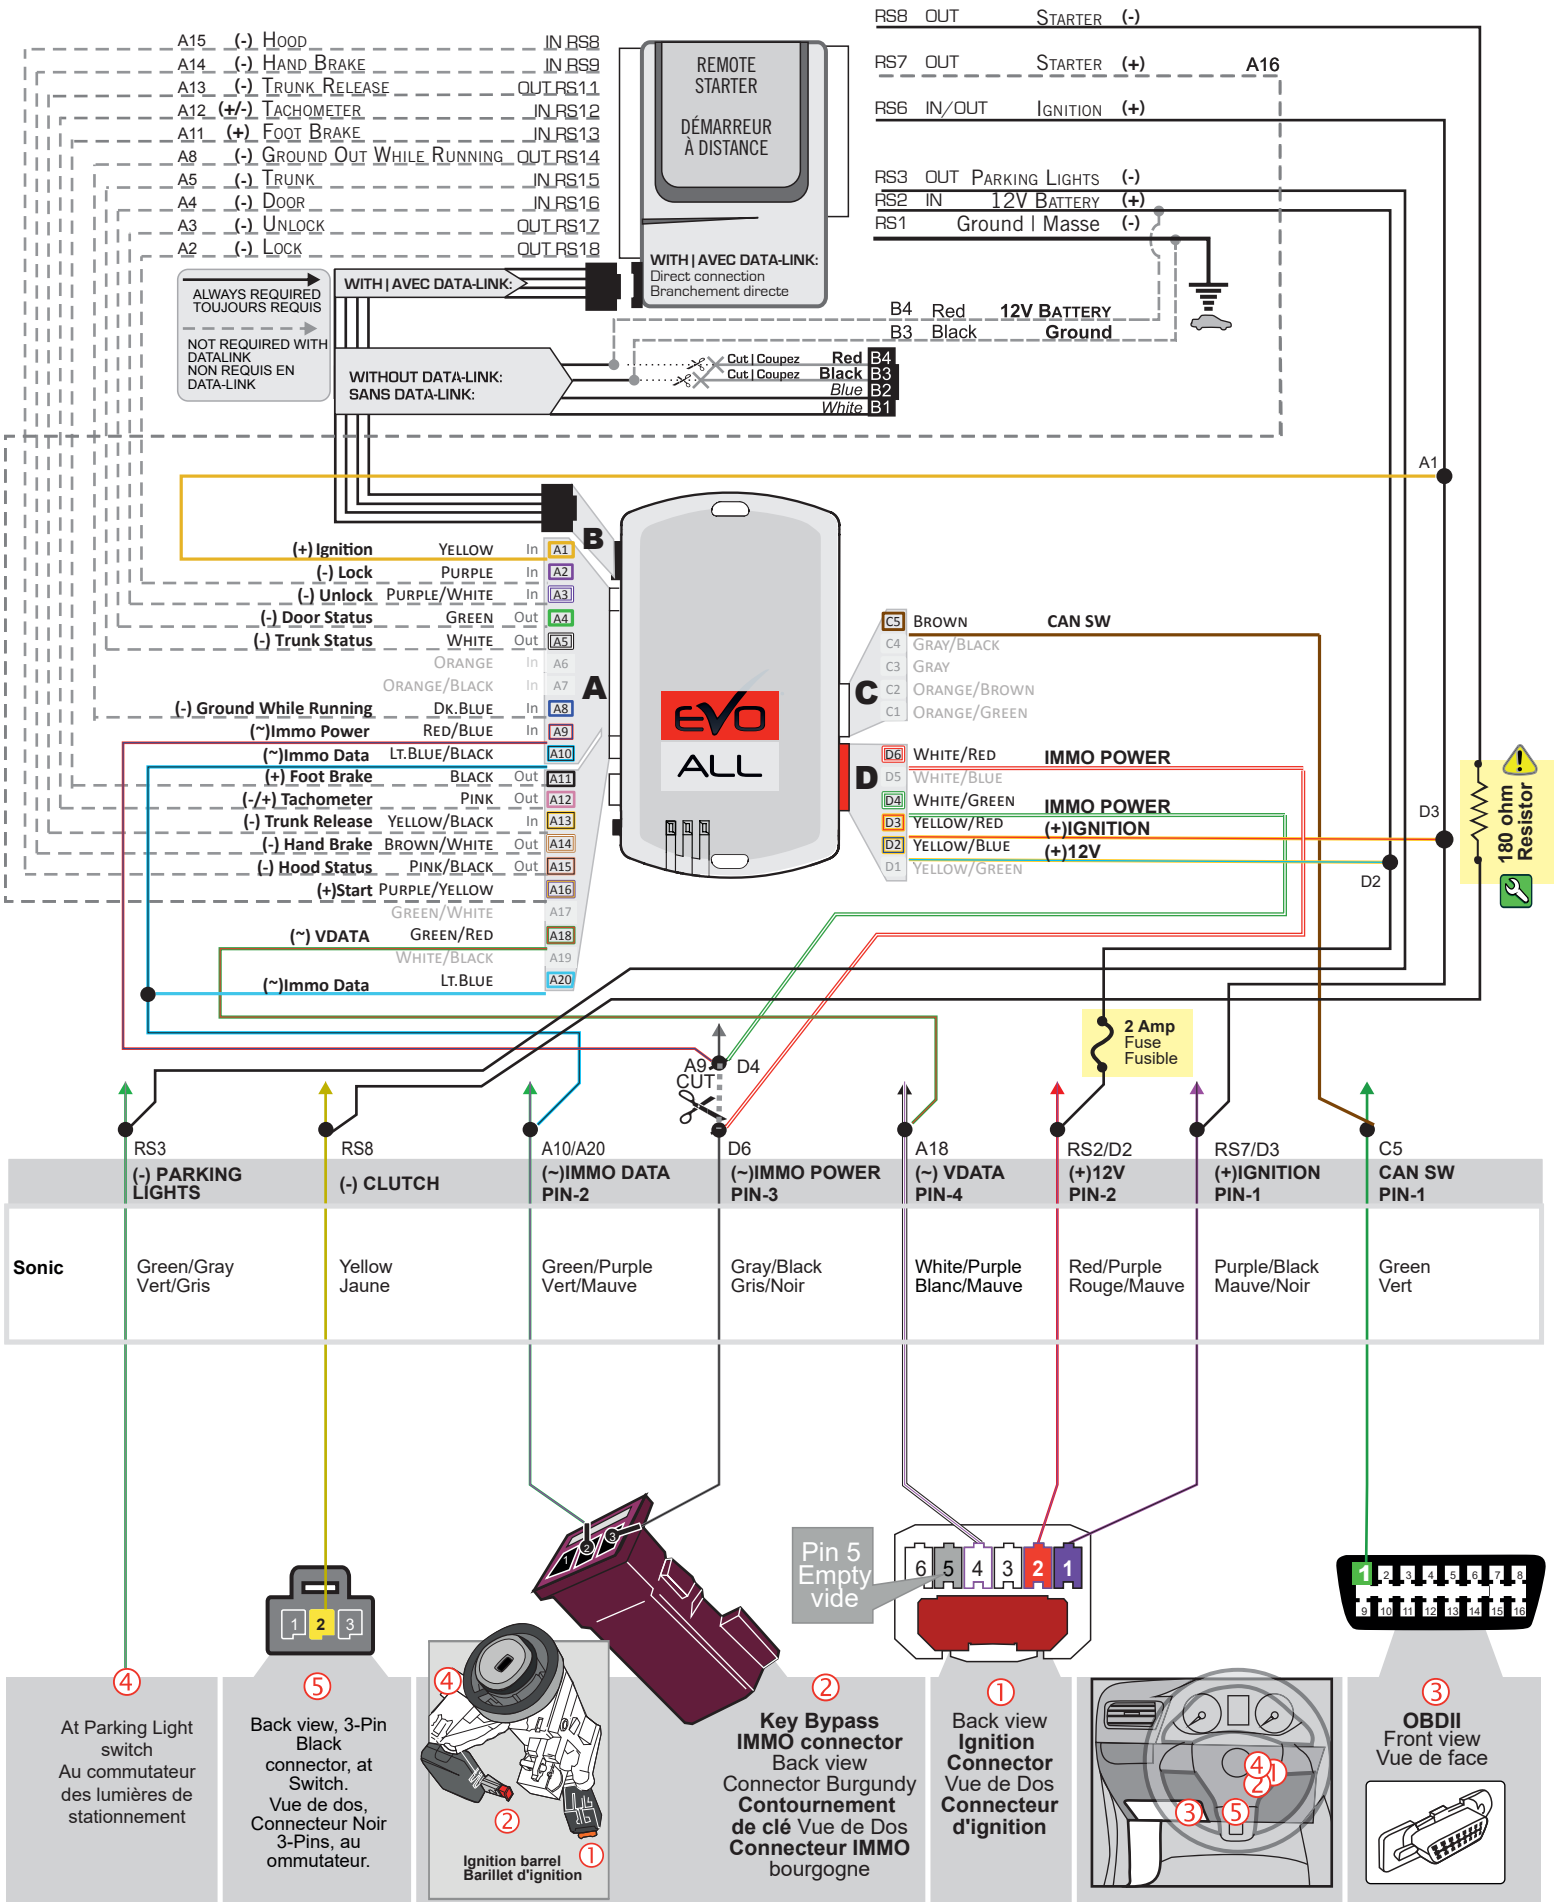 RS8 OUT STARTER (-)
A15 (-) HOOD IN RS8
A14 (-) HAND BRAKE IN RS9
A13 (-) TRUNK RELEASE OUT RS11
A12 (+/-) TACHOMETER IN RS12
A11 (+) FOOT BRAKE IN RS13
A8 (-) GROUND OUT WHILE RUNNING OUT RS14
A5 (-) TRUNK IN RS15
A4 (-) DOOR IN RS16
A3 (-) UNLOCK OUT RS17
A2 (-) LOCK OUT RS18
REMOTE
STARTER
DÉMARREUR
À DISTANCE
WITH | AVEC DATA-LINK:
Direct connection
Branchement directe
RS7 OUT STARTER (+) A16
RS6 IN/OUT IGNITION (+)
RS3 OUT PARKING LIGHTS (-)
RS2 IN 12V BATTERY (+)
RS1 Ground | Masse (-)
ALWAYS REQUIRED
TOUJOURS REQUIS
NOT REQUIRED WITH
DATALINK
NON REQUIS EN
DATA-LINK
WITH | AVEC DATA-LINK:
WITHOUT DATA-LINK:
SANS DATA-LINK:
B4 Red 12V BATTERY
B3 Black Ground
Cut | Coupez Red B4
Cut | Coupez Black B3
Blue B2
White B1
A1
B
(+) Ignition YELLOW In A1
(-) Lock PURPLE In A2
(-) Unlock PURPLE/WHITE In A3
(-) Door Status GREEN Out A4
(-) Trunk Status WHITE Out A5
ORANGE In A6
ORANGE/BLACK In A7
(-) Ground While Running DK.BLUE In A8
(~)Immo Power RED/BLUE In A9
(~)Immo Data LT.BLUE/BLACK A10
(+) Foot Brake BLACK Out A11
(-/+) Tachometer PINK Out A12
(-) Trunk Release YELLOW/BLACK In A13
(-) Hand Brake BROWN/WHITE Out A14
(-) Hood Status PINK/BLACK Out A15
(+)Start PURPLE/YELLOW A16
GREEN/WHITE A17
(~) VDATA GREEN/RED A18
WHITE/BLACK A19
(~)Immo Data LT.BLUE A20
A
EVO
ALL
C
C5 BROWN CAN SW
C4 GRAY/BLACK
C3 GRAY
C2 ORANGE/BROWN
C1 ORANGE/GREEN
D
D6 WHITE/RED IMMO POWER
D5 WHITE/BLUE
D4 WHITE/GREEN IMMO POWER
D3 YELLOW/RED (+)IGNITION
D2 YELLOW/BLUE (+)12V
D1 YELLOW/GREEN
D3
D2
180 ohm
Resistor
2 Amp
Fuse
Fusible
A9 D4
CUT
RS3
(-) PARKING
LIGHTS
RS8
(-) CLUTCH
A10/A20
(~)IMMO DATA
PIN-2
D6
(~)IMMO POWER
PIN-3
A18
(~) VDATA
PIN-4
RS2/D2
(+)12V
PIN-2
RS7/D3
(+)IGNITION
PIN-1
C5
CAN SW
PIN-1
Sonic
Green/Gray
Vert/Gris
Yellow
Jaune
Green/Purple
Vert/Mauve
Gray/Black
Gris/Noir
White/Purple
Blanc/Mauve
Red/Purple
Rouge/Mauve
Purple/Black
Mauve/Noir
Green
Vert
1 2 3
1 2 3
Pin 5
Empty
vide
6 5 4 3 2 1
1 2 3 4 5 6 7 8
9 10 11 12 13 14 15 16
4
At Parking Light
switch
Au commutateur
des lumières de
stationnement
5
Back view, 3-Pin
Black
connector, at
Switch.
Vue de dos,
Connecteur Noir
3-Pins, au
ommutateur.
4
2
1
Ignition barrel
Barillet d'ignition
2
Key Bypass
IMMO connector
Back view
Connector Burgundy
Contournement
de clé Vue de Dos
Connecteur IMMO
bourgogne
1
Back view
Ignition
Connector
Vue de Dos
Connecteur
d'ignition
4
1
2
3
5
3
OBDII
Front view
Vue de face